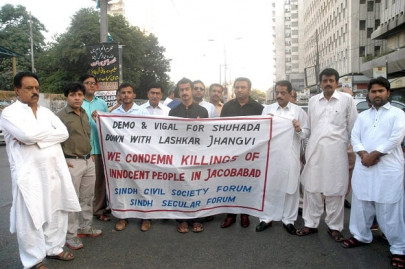 DEMO & VIGAL FOR SHUHADA
DOWN WITH LASHKAR JHANGVI
WE CONDEMN KILLINGS OF
INNOCENT PEOPLE IN JACOBABAD
SINDH CIVIL SOCIETY FORUM
SINDH SECULAR FORUM